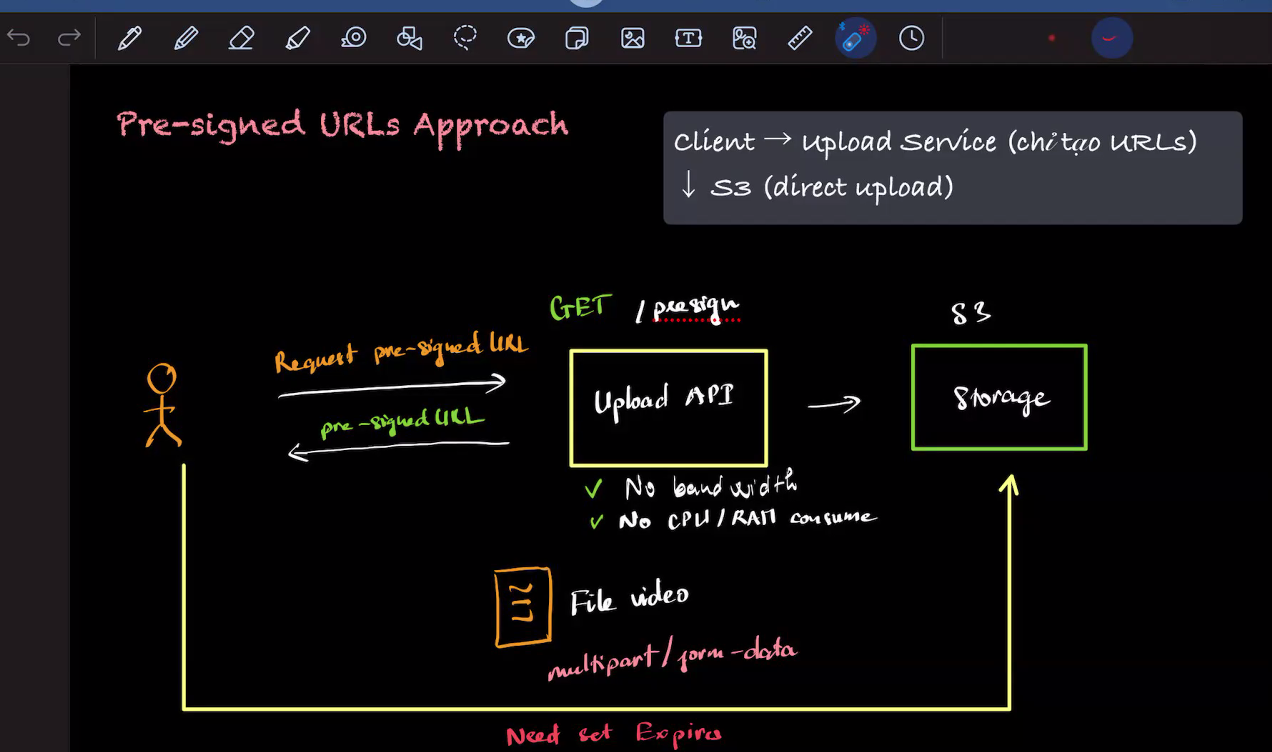 Pre-signed URLs Approach
Client → Upload Service (chỉ tạo URLs)
↓ S3 (direct upload)
GET /presign
S3
Request pre-signed URL
Upload API
Storage
pre-signed URL
✓ No bandwidth
✓ No CPU/RAM consume
File video
multipart/form-data
Need set Expires